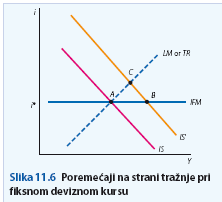 i
LM or TR
C
A
B
i*
IFM
IS'
IS
Y
Slika 11.6 Poremećaji na strani tražnje pri
fiksnom deviznom kursu